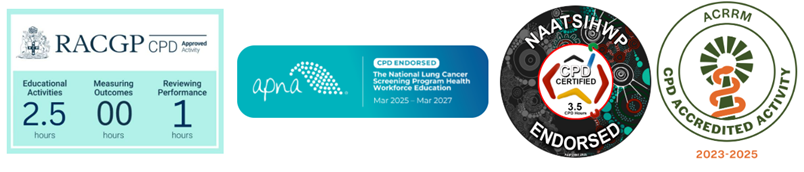 RACGP CPD Approved Activity
Educational Activities
2.5
hours
Measuring Outcomes
00
hours
Reviewing Performance
1
hours
apna
CPD ENDORSED
The National Lung Cancer
Screening Program Health
Workforce Education
Mar 2025 - Mar 2027
NAATSIHWP
CPD
CERTIFIED
3.5
CPD Hours
ENDORSED
ACRRM
CPD ACCREDITED ACTIVITY
2023-2025